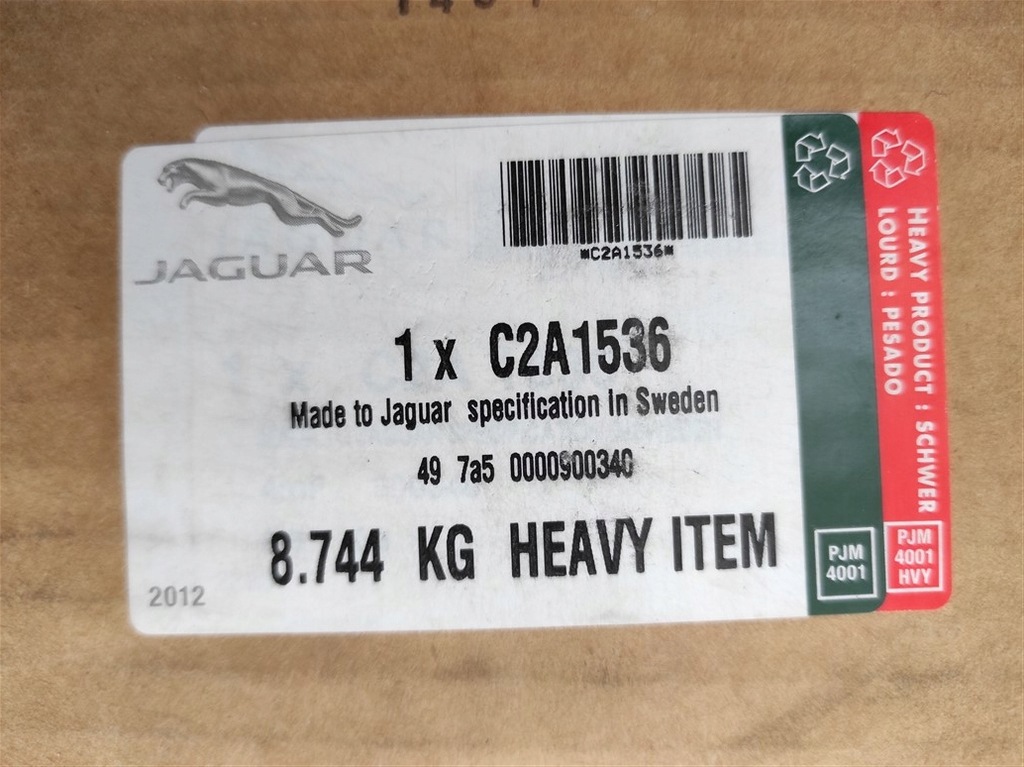 JAGUAR
*C2A1536*
1 x C2A1536
Made to Jaguar specification in Sweden
49 7a5 0000900340
8.744 KG HEAVY ITEM
2012
PJM
4001
HEAVY PRODUCT : SCHWER
LOURD : PESADO
PJM
4001
HVY